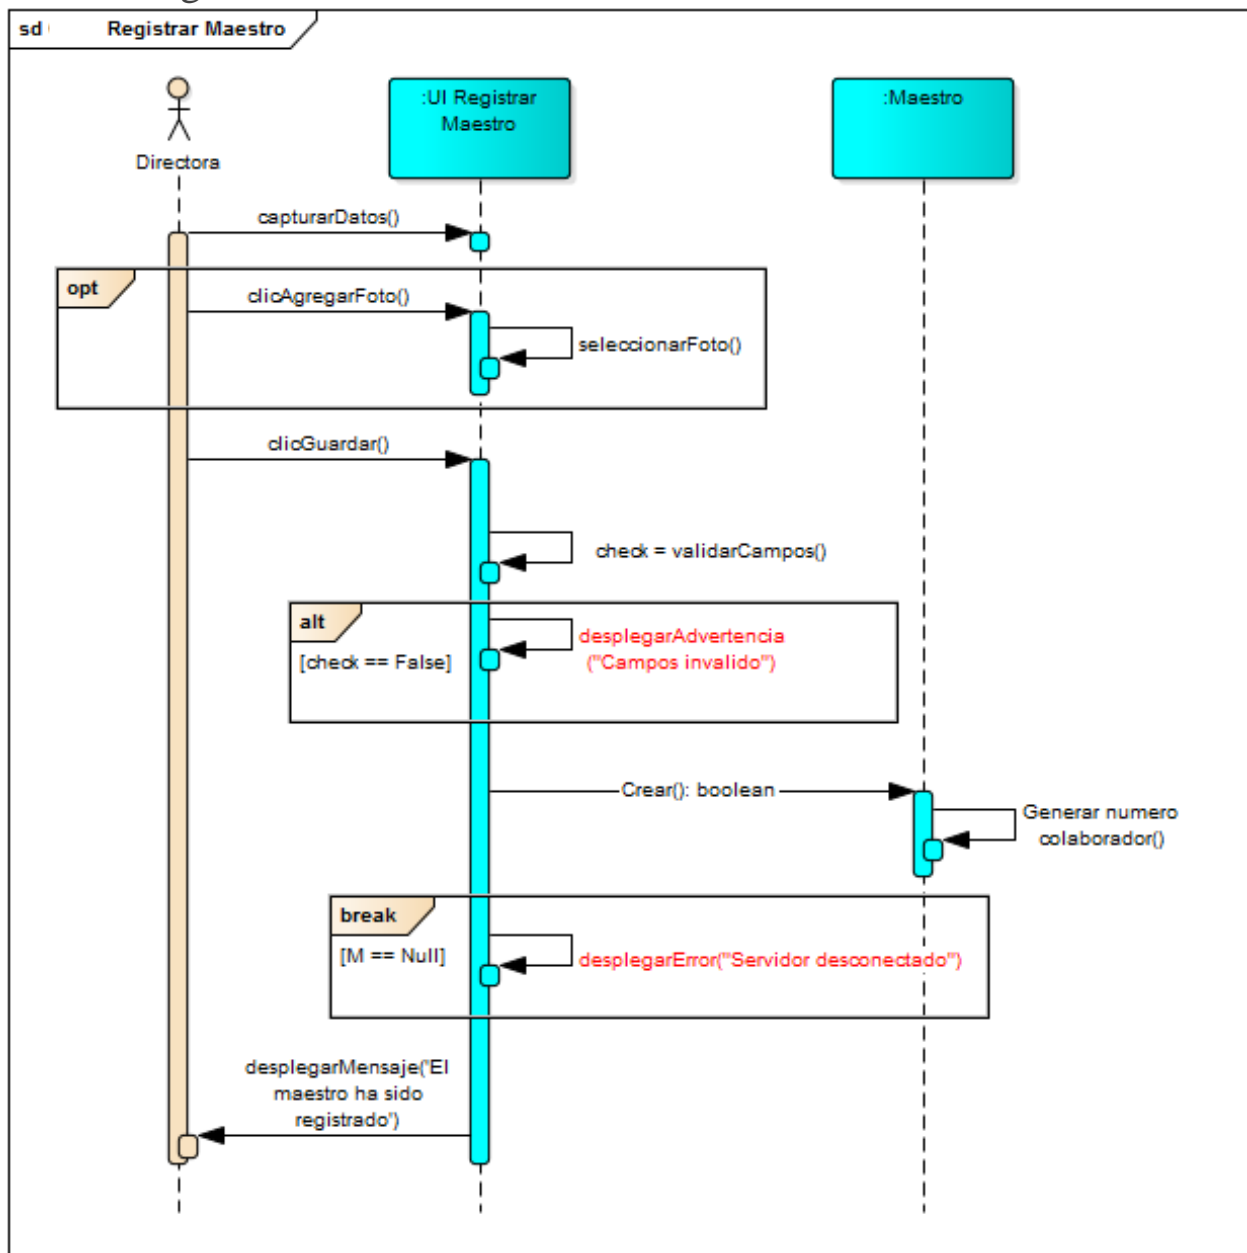 sd Registrar Maestro
:UI Registrar
Maestro
:Maestro
Directora
capturarDatos()
opt
clicAgregarFoto()
seleccionarFoto()
clicGuardar()
check = validarCampos()
alt
[check == False]
desplegarAdvertencia
("Campos invalido")
Crear(): boolean
Generar numero
colaborador()
break
[M == Null]
desplegarError("Servidor desconectado")
desplegarMensaje("El
maestro ha sido
registrado")